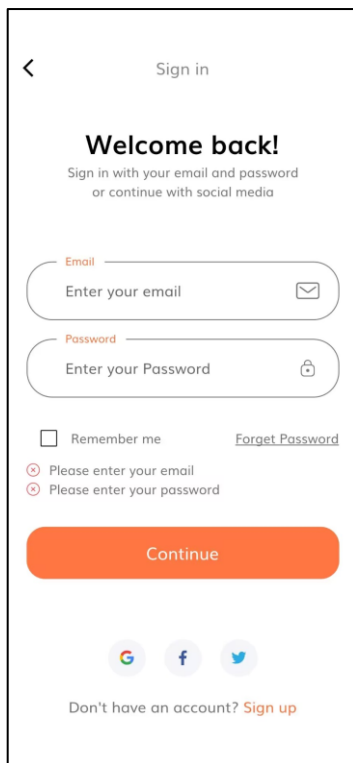 Sign in
Welcome back!
Sign in with your email and password
or continue with social media
Email
Enter your email
Password
Enter your Password
Remember me Forget Password
Please enter your email
Please enter your password
Continue
Don't have an account? Sign up